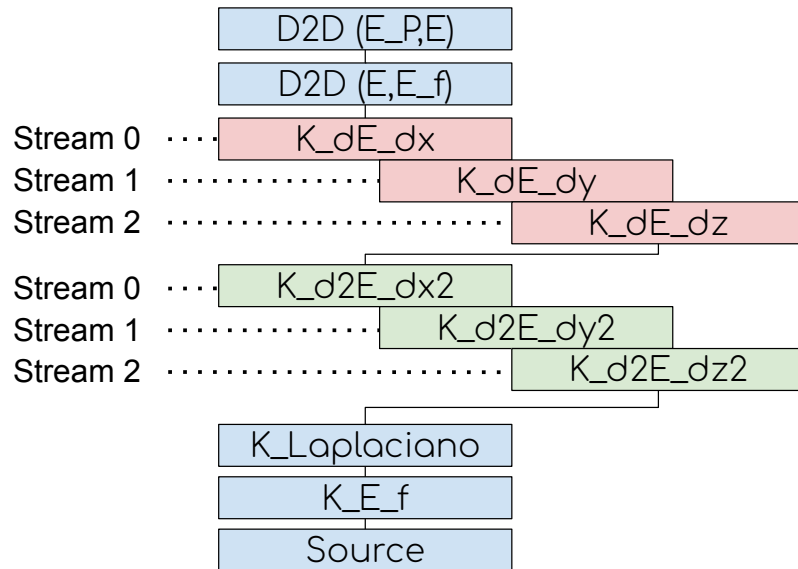 D2D (E_P,E)
D2D (E,E_f)
Stream 0 K_dE_dx
Stream 1 K_dE_dy
Stream 2 K_dE_dz
Stream 0 K_d2E_dx2
Stream 1 K_d2E_dy2
Stream 2 K_d2E_dz2
K_Laplaciano
K_E_f
Source